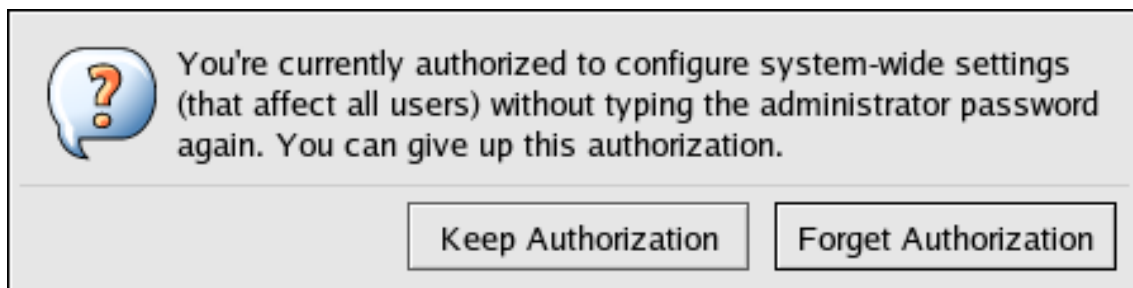 You're currently authorized to configure system-wide settings
(that affect all users) without typing the administrator password
again. You can give up this authorization.
Keep Authorization
Forget Authorization